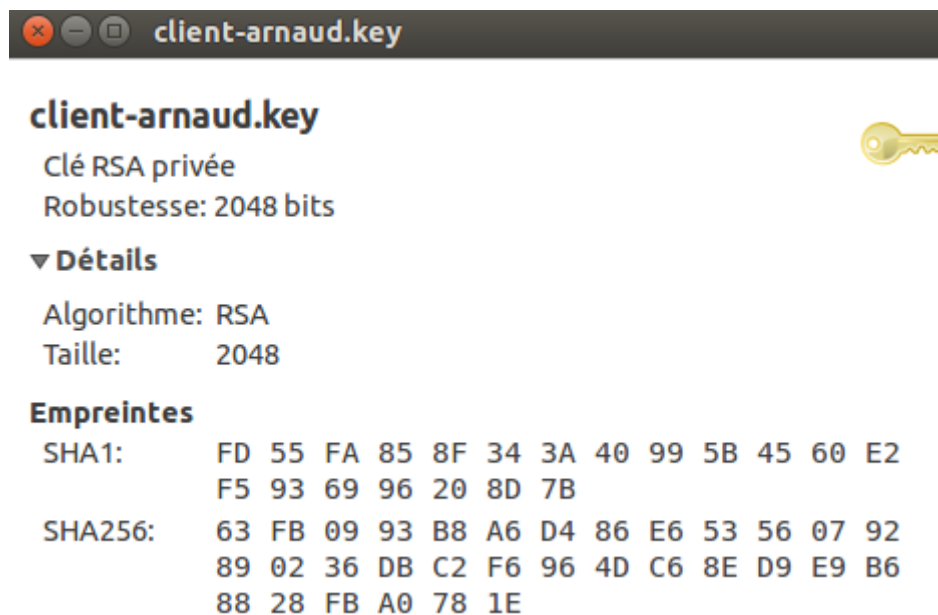 client-arnaud.key
client-arnaud.key
Clé RSA privée
Robustesse: 2048 bits
Détails
Algorithme: RSA
Taille: 2048
Empreintes
SHA1: FD 55 FA 85 8F 34 3A 40 99 5B 45 60 E2
F5 93 69 96 20 8D 7B
SHA256: 63 FB 09 93 B8 A6 D4 86 E6 53 56 07 92
89 02 36 DB C2 F6 96 4D C6 8E D9 E9 B6
88 28 FB A0 78 1E